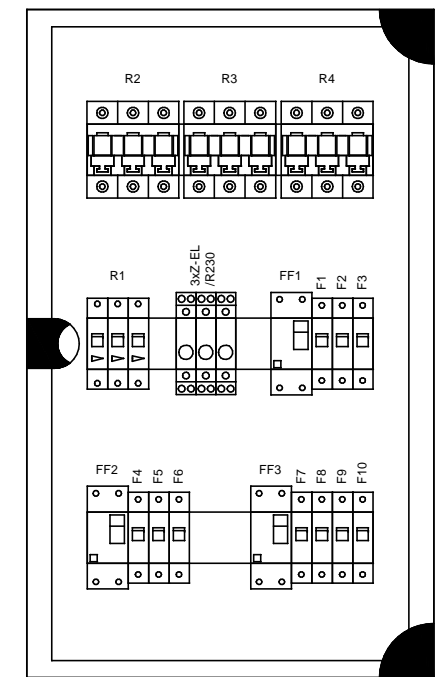 R2 R3 R4
R1
3xZ-EL
/R230
FF1 F1 F2 F3
FF2 F4 F5 F6
FF3 F7 F8 F9 F10